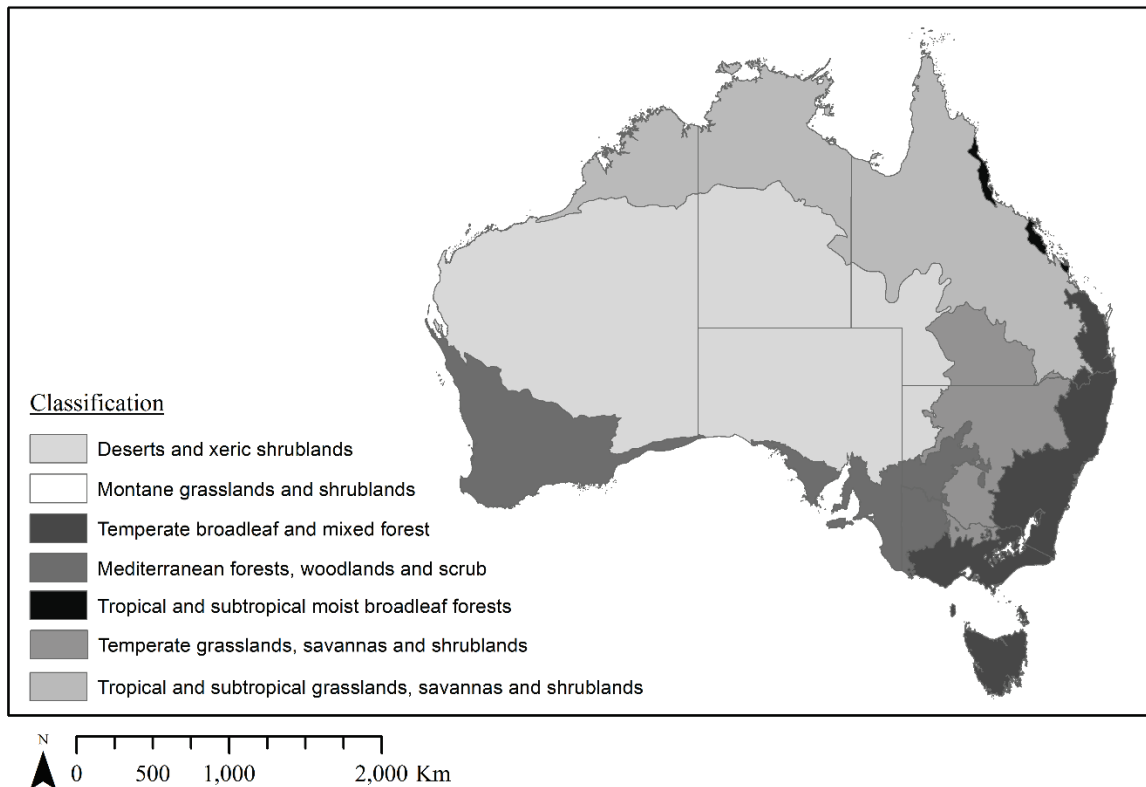 Classification
Deserts and xeric shrublands
Montane grasslands and shrublands
Temperate broadleaf and mixed forest
Mediterranean forests, woodlands and scrub
Tropical and subtropical moist broadleaf forests
Temperate grasslands, savannas and shrublands
Tropical and subtropical grasslands, savannas and shrublands
N
0 500 1,000 2,000 Km